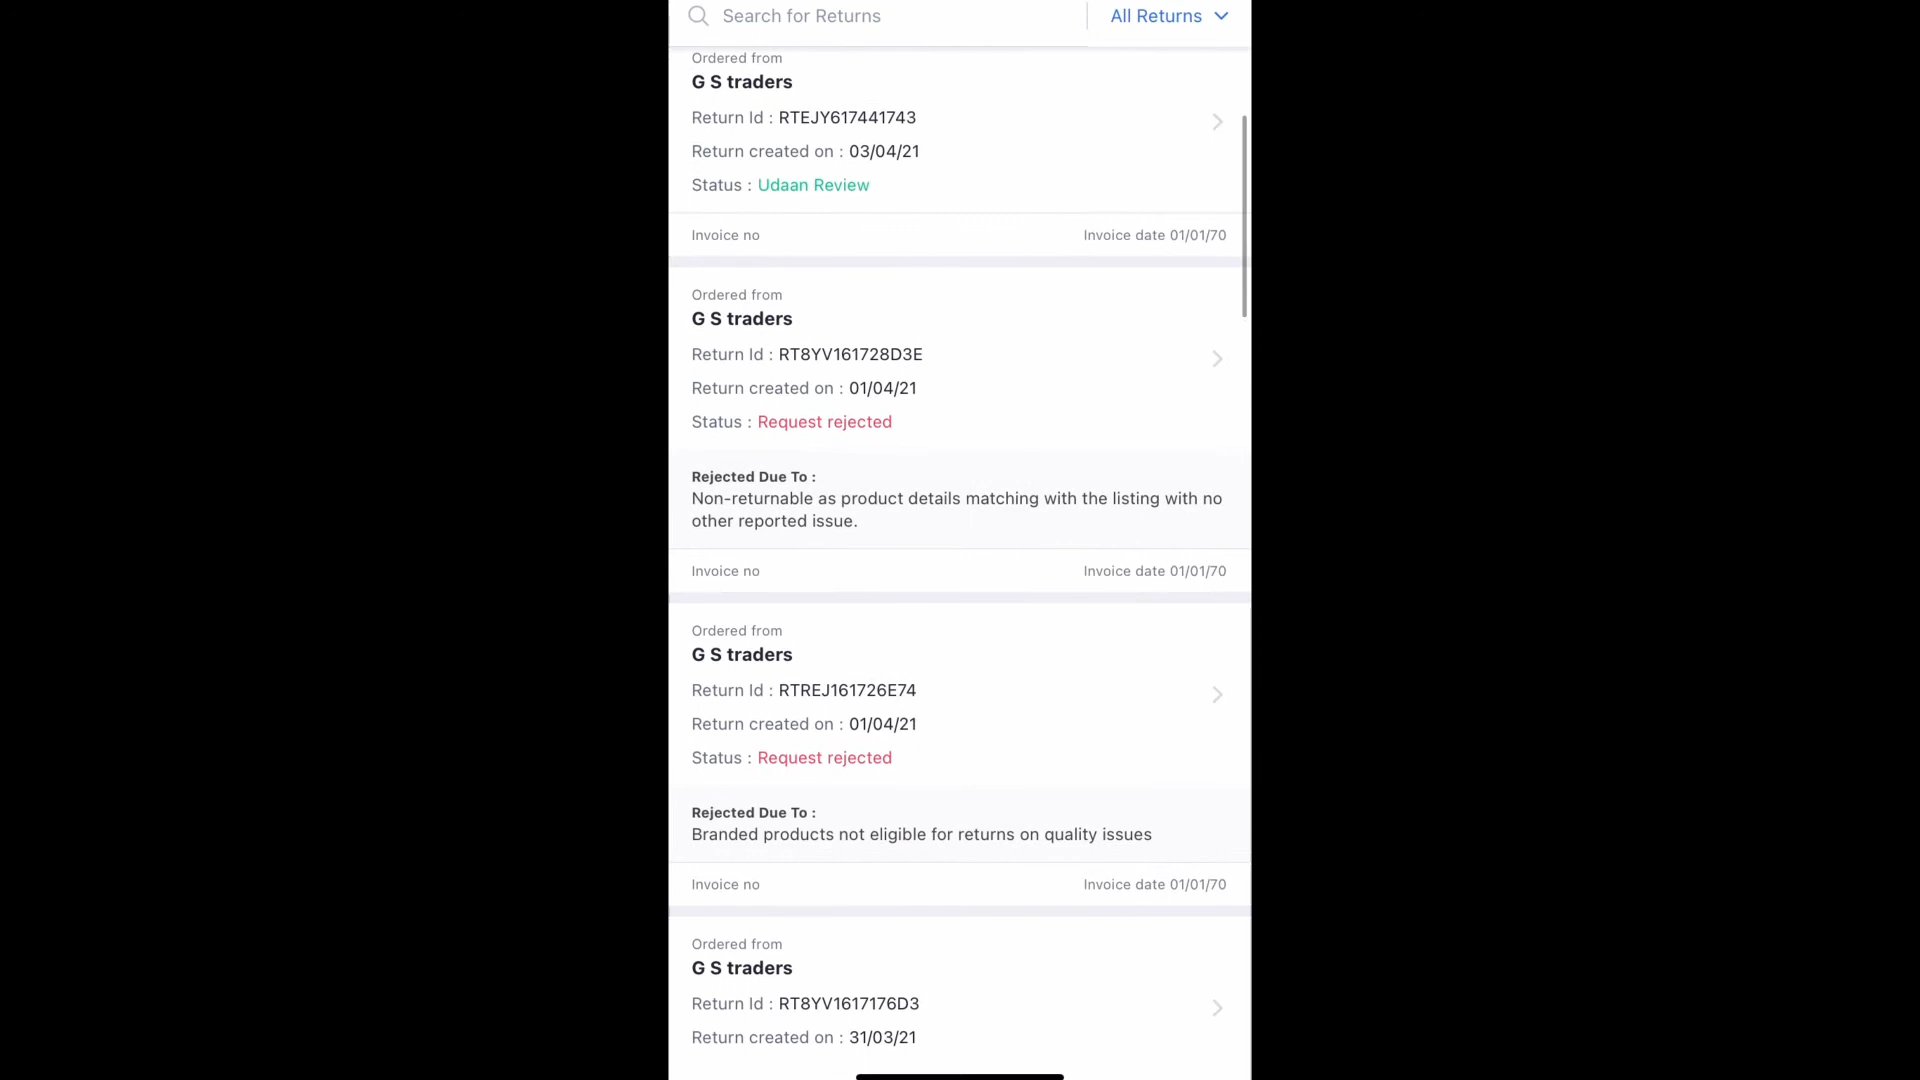 Search for Returns
All Returns
Ordered from
G S traders
Return Id : RTEJY617441743
Return created on : 03/04/21
Status : Udaan Review
Invoice no
Invoice date 01/01/70
Ordered from
G S traders
Return Id : RT8YV161728D3E
Return created on : 01/04/21
Status : Request rejected
Rejected Due To :
Non-returnable as product details matching with the listing with no
other reported issue.
Invoice no
Invoice date 01/01/70
Ordered from
G S traders
Return Id : RTREJ161726E74
Return created on : 01/04/21
Status : Request rejected
Rejected Due To :
Branded products not eligible for returns on quality issues
Invoice no
Invoice date 01/01/70
Ordered from
G S traders
Return Id : RT8YV1617176D3
Return created on : 31/03/21